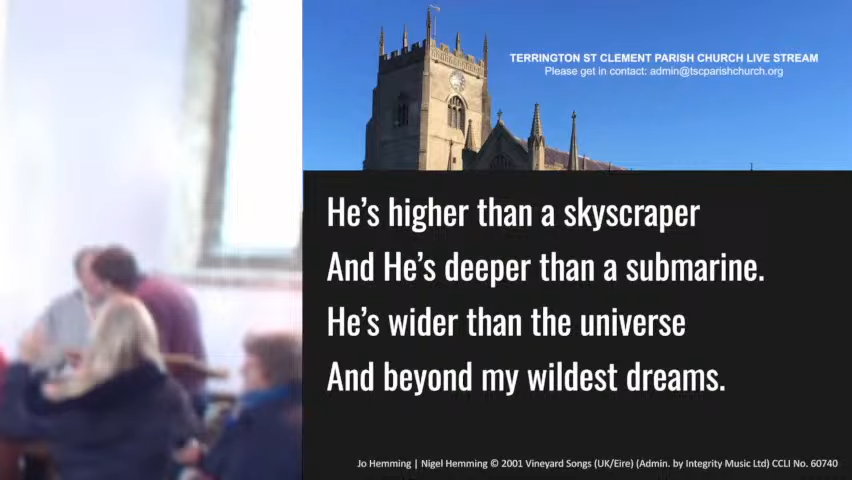 TERRINGTON ST CLEMENT PARISH CHURCH LIVE STREAM
Please get in contact: admin@tscparishchurch.org
He’s higher than a skyscraper
And He’s deeper than a submarine.
He’s wider than the universe
And beyond my wildest dreams.
Jo Hemming | Nigel Hemming © 2001 Vineyard Songs (UK/Eire) (Admin. by Integrity Music Ltd) CCLI No. 60740